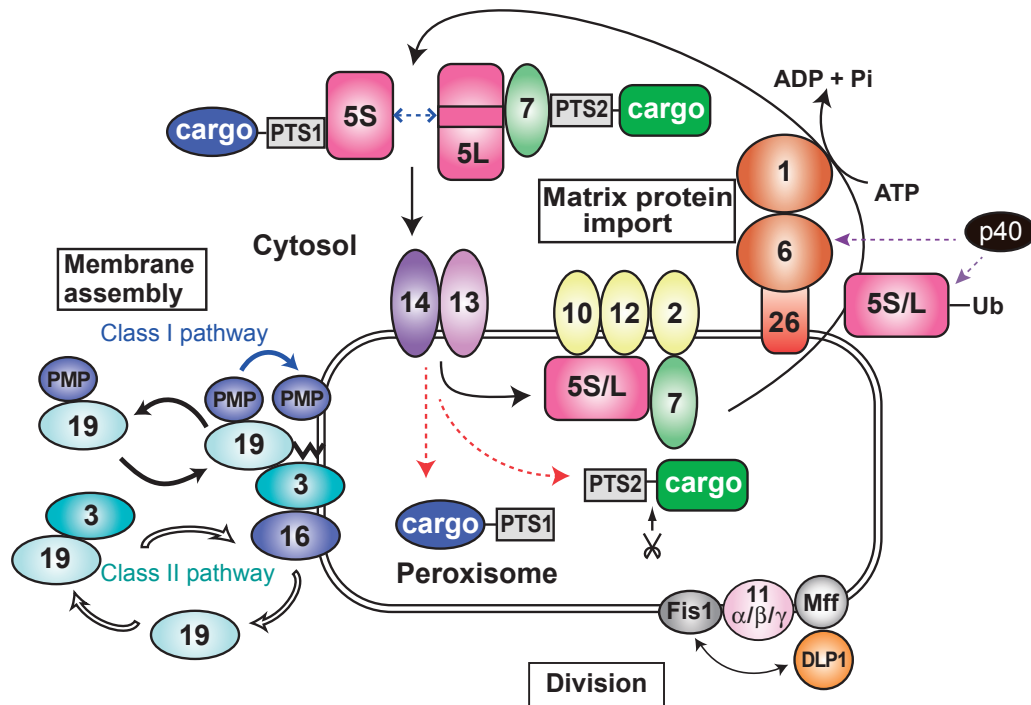 ADP + Pi
cargo
PTS1
5S
5L
7
PTS2
cargo
1
ATP
Matrix protein
import
6
p40
26
5S/L
Ub
Cytosol
Membrane
assembly
Class I pathway
14
13
10
12
2
5S/L
7
PMP
19
PMP
PMP
19
3
16
3
19
Class II pathway
19
cargo
PTS1
PTS2
cargo
Peroxisome
Fis1
11
α/β/γ
Mff
DLP1
Division